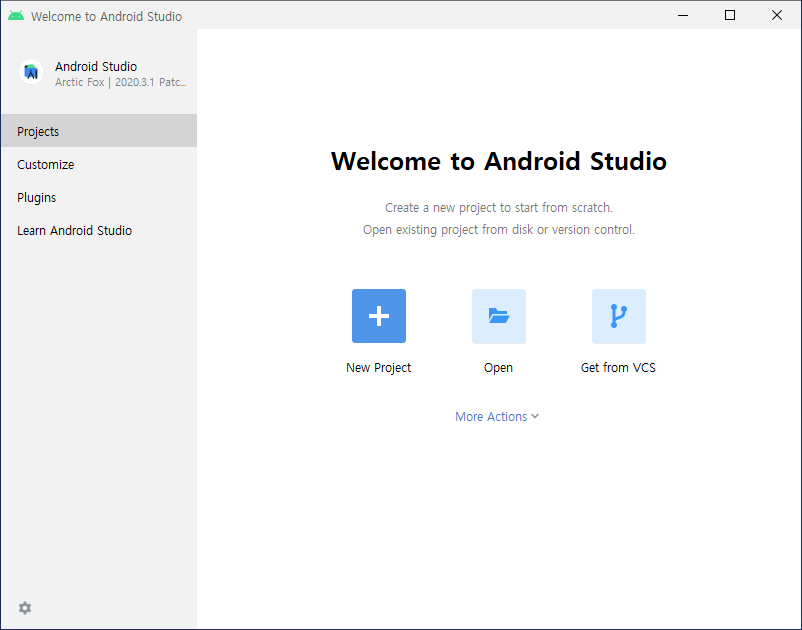 Welcome to Android Studio
Android Studio
Arctic Fox | 2020.3.1 Patc...
Projects
Customize
Plugins
Learn Android Studio
Welcome to Android Studio
Create a new project to start from scratch.
Open existing project from disk or version control.
New Project
Open
Get from VCS
More Actions